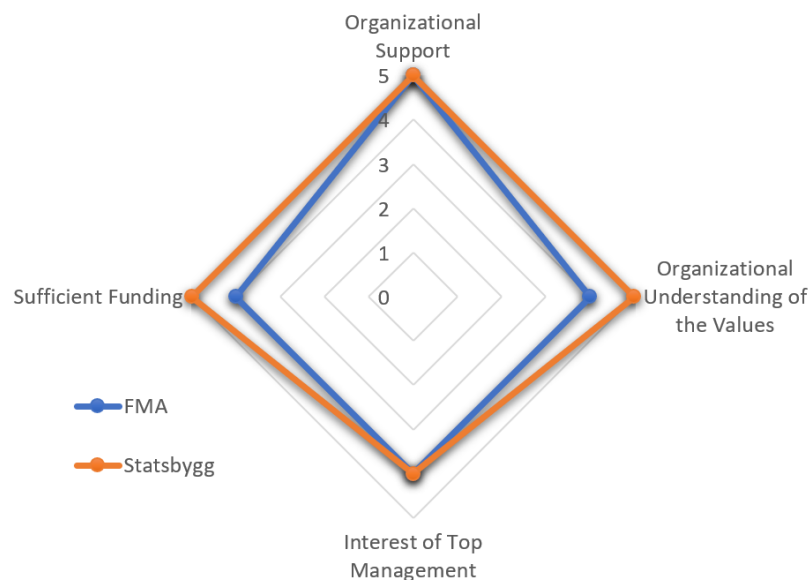 Organizational
Support
5
4
3
2
1
0
Organizational
Understanding of
the Values
Sufficient Funding
FMA
Statsbygg
Interest of Top
Management